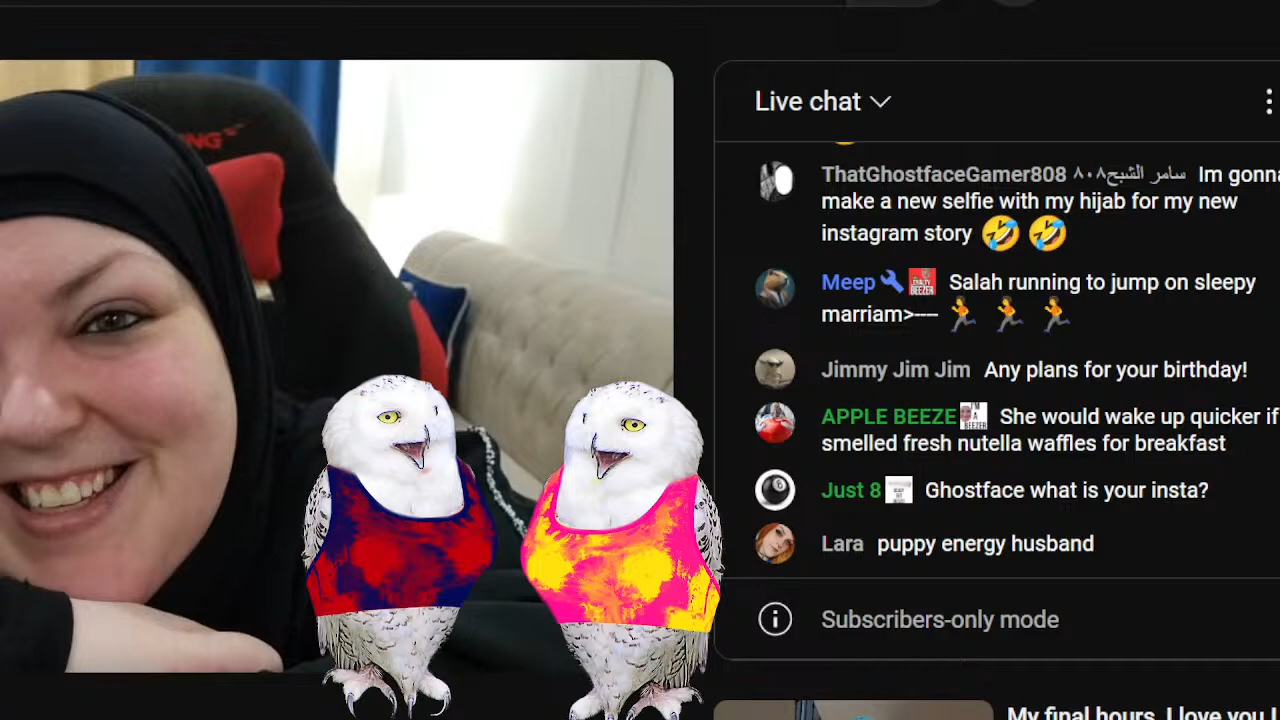 NG
Live chat
ThatGhostfaceGamer808 سامر الشبح٨٠٨ Im gonna
make a new selfie with my hijab for my new
instagram story 🤣 🤣
Meep Salah running to jump on sleepy
marriam>---- 🏃 🏃 🏃
Jimmy Jim Jim Any plans for your birthday!
APPLE BEEZE I'M A BEEZER She would wake up quicker if
smelled fresh nutella waffles for breakfast
Just 8 Ghostface what is your insta?
Lara puppy energy husband
Subscribers-only mode
My final hours. I love you